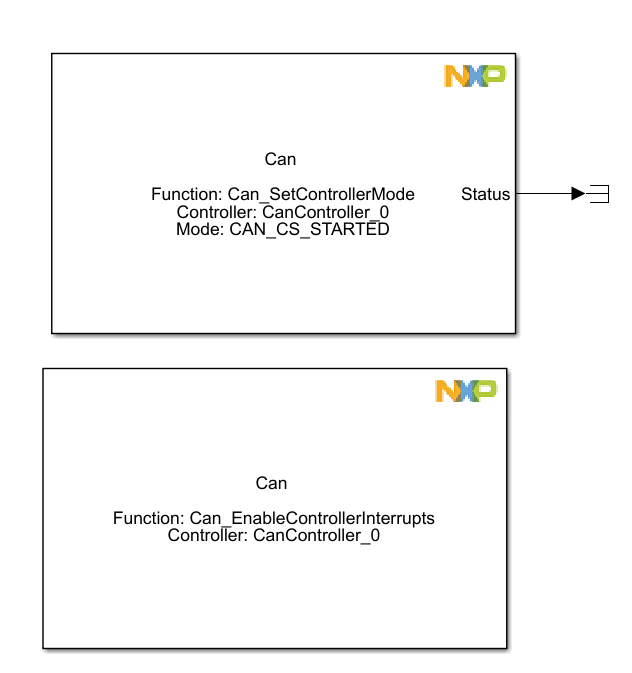 NXP
Can
Function: Can_SetControllerMode
Controller: CanController_0
Mode: CAN_CS_STARTED
Status
NXP
Can
Function: Can_EnableControllerInterrupts
Controller: CanController_0